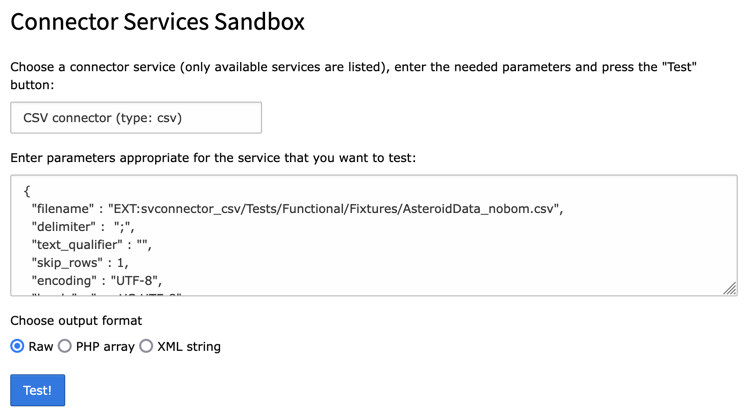 Connector Services Sandbox
Choose a connector service (only available services are listed), enter the needed parameters and press the "Test"
button:
CSV connector (type: csv)
Enter parameters appropriate for the service that you want to test:
{
"filename" : "EXT:svconnector_csv/Tests/Functional/Fixtures/AsteroidData_nobom.csv",
"delimiter" : ";",
"text_qualifier" : "",
"skip_rows" : 1,
"encoding" : "UTF-8",
Choose output format
Raw PHP array XML string
Test!